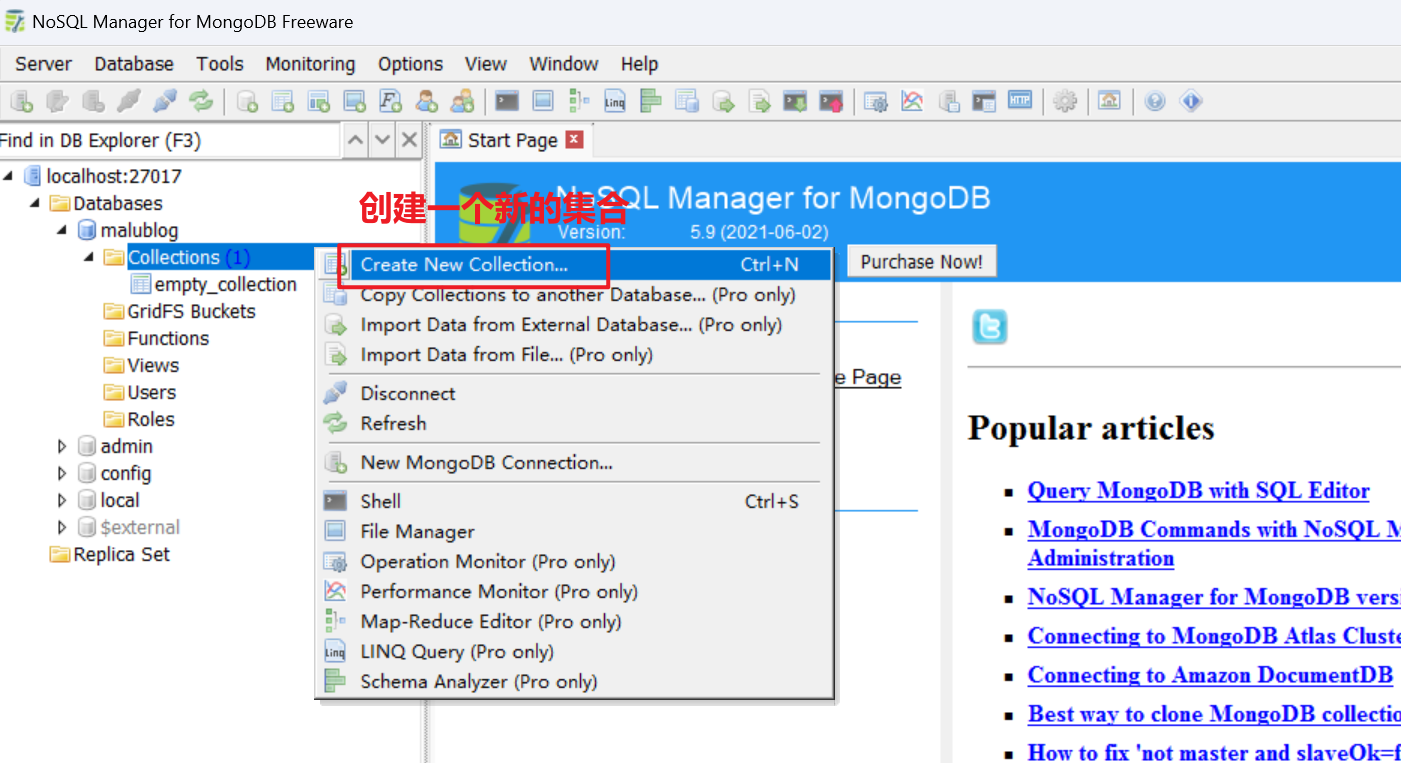 NoSQL Manager for MongoDB Freeware
Server Database Tools Monitoring Options View Window Help
Find in DB Explorer (F3)
Start Page
localhost:27017
Databases
malublog
Collections (1)
empty_collection
GridFS Buckets
Functions
Views
Users
Roles
admin
config
local
$external
Replica Set
创建一个新的集合
NoSQL Manager for MongoDB
Version: 5.9 (2021-06-02)
Purchase Now!
Create New Collection... Ctrl+N
Copy Collections to another Database... (Pro only)
Import Data from External Database... (Pro only)
Import Data from File... (Pro only)
Disconnect
Refresh
New MongoDB Connection...
Shell Ctrl+S
File Manager
Operation Monitor (Pro only)
Performance Monitor (Pro only)
Map-Reduce Editor (Pro only)
LINQ Query (Pro only)
Schema Analyzer (Pro only)
e Page
Popular articles
Query MongoDB with SQL Editor
MongoDB Commands with NoSQL M
Administration
NoSQL Manager for MongoDB versi
Connecting to MongoDB Atlas Cluste
Connecting to Amazon DocumentDB
Best way to clone MongoDB collectio
How to fix 'not master and slaveOk=f